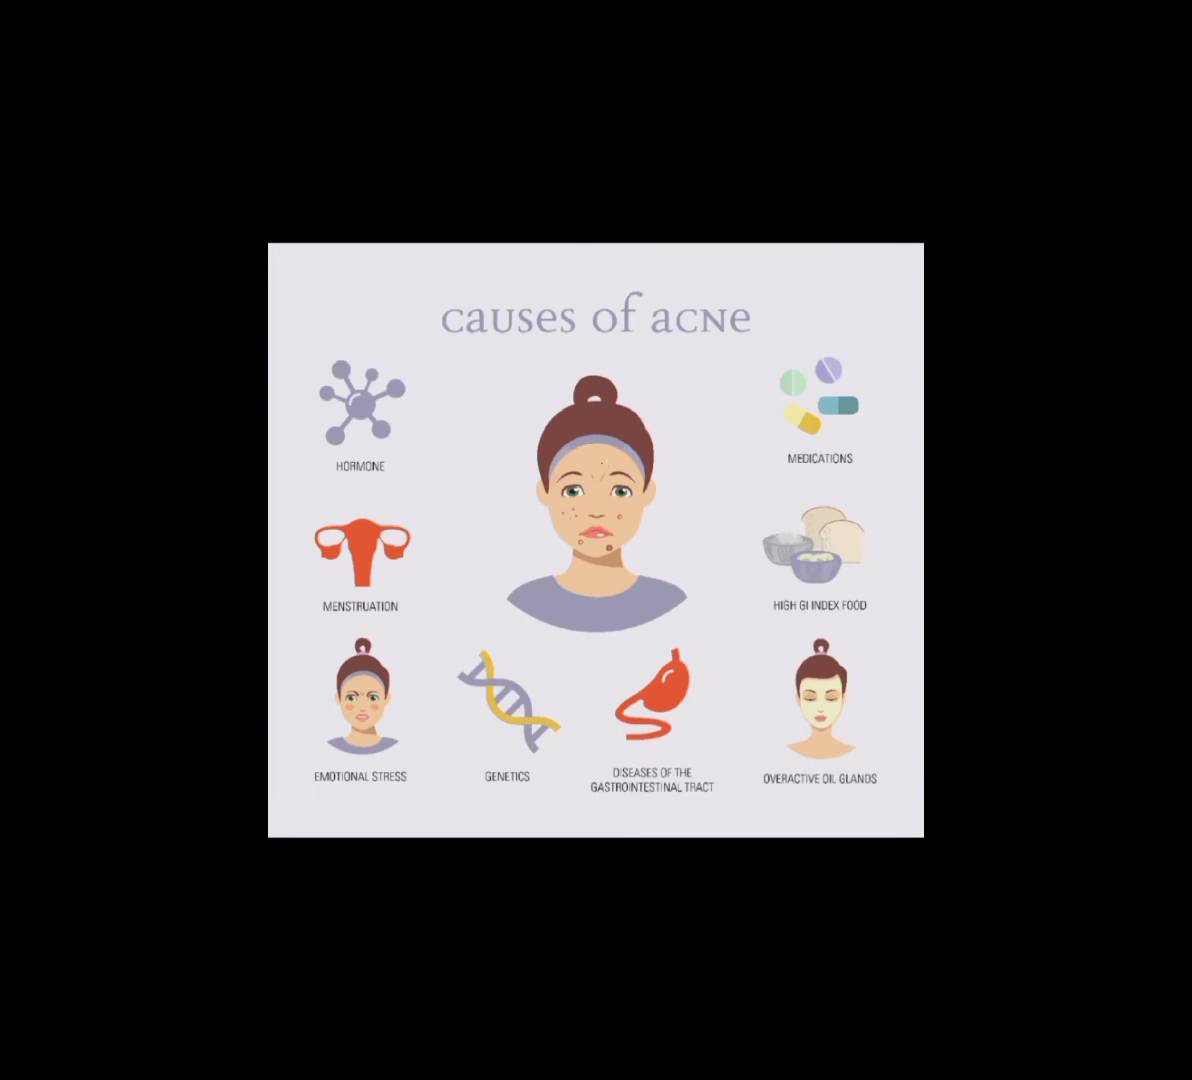 causes of acne
HORMONE
MEDICATIONS
MENSTRUATION
HIGH GI INDEX FOOD
EMOTIONAL STRESS
GENETICS
DISEASES OF THE
GASTROINTESTINAL TRACT
OVERACTIVE OIL GLANDS